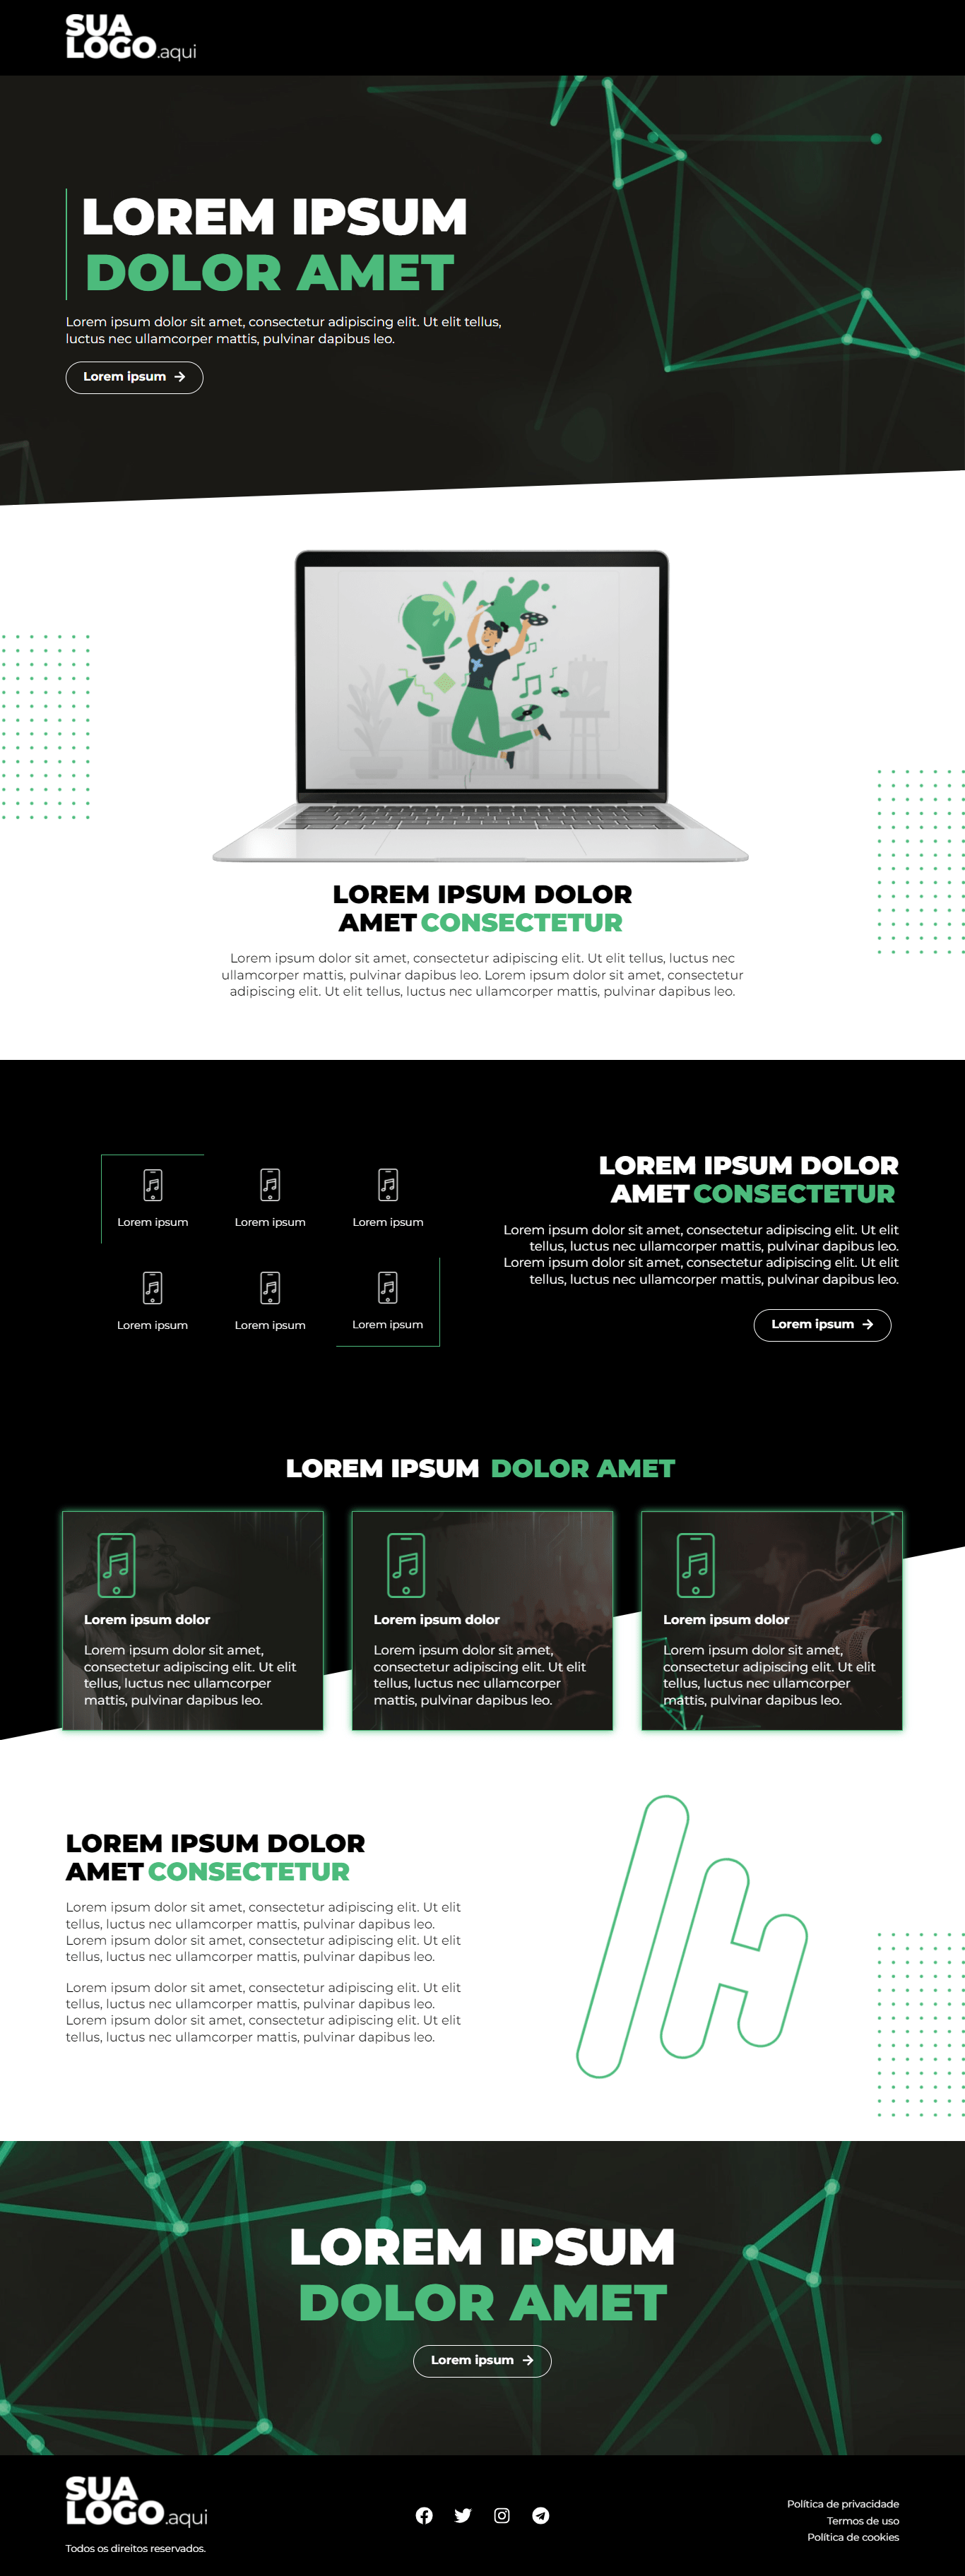 SUA
LOGO.aqui
LOREM IPSUM
DOLOR AMET
Lorem ipsum dolor sit amet, consectetur adipiscing elit. Ut elit tellus,
luctus nec ullamcorper mattis, pulvinar dapibus leo.
Lorem ipsum
LOREM IPSUM DOLOR
AMET CONSECTETUR
Lorem ipsum dolor sit amet, consectetur adipiscing elit. Ut elit tellus, luctus nec
ullamcorper mattis, pulvinar dapibus leo. Lorem ipsum dolor sit amet, consectetur
adipiscing elit. Ut elit tellus, luctus nec ullamcorper mattis, pulvinar dapibus leo.
Lorem ipsum
Lorem ipsum
Lorem ipsum
Lorem ipsum
Lorem ipsum
Lorem ipsum
LOREM IPSUM DOLOR
AMET CONSECTETUR
Lorem ipsum dolor sit amet, consectetur adipiscing elit. Ut elit
tellus, luctus nec ullamcorper mattis, pulvinar dapibus leo.
Lorem ipsum dolor sit amet, consectetur adipiscing elit. Ut elit
tellus, luctus nec ullamcorper mattis, pulvinar dapibus leo.
Lorem ipsum
LOREM IPSUM DOLOR AMET
Lorem ipsum dolor
Lorem ipsum dolor sit amet,
consectetur adipiscing elit. Ut elit
tellus, luctus nec ullamcorper
mattis, pulvinar dapibus leo.
Lorem ipsum dolor
Lorem ipsum dolor sit amet,
consectetur adipiscing elit. Ut elit
tellus, luctus nec ullamcorper
mattis, pulvinar dapibus leo.
Lorem ipsum dolor
Lorem ipsum dolor sit amet,
consectetur adipiscing elit. Ut elit
tellus, luctus nec ullamcorper
mattis, pulvinar dapibus leo.
LOREM IPSUM DOLOR
AMET CONSECTETUR
Lorem ipsum dolor sit amet, consectetur adipiscing elit. Ut elit
tellus, luctus nec ullamcorper mattis, pulvinar dapibus leo.
Lorem ipsum dolor sit amet, consectetur adipiscing elit. Ut elit
tellus, luctus nec ullamcorper mattis, pulvinar dapibus leo.
Lorem ipsum dolor sit amet, consectetur adipiscing elit. Ut elit
tellus, luctus nec ullamcorper mattis, pulvinar dapibus leo.
Lorem ipsum dolor sit amet, consectetur adipiscing elit. Ut elit
tellus, luctus nec ullamcorper mattis, pulvinar dapibus leo.
LOREM IPSUM
DOLOR AMET
Lorem ipsum
SUA
LOGO.aqui
Todos os direitos reservados.
Política de privacidade
Termos de uso
Política de cookies